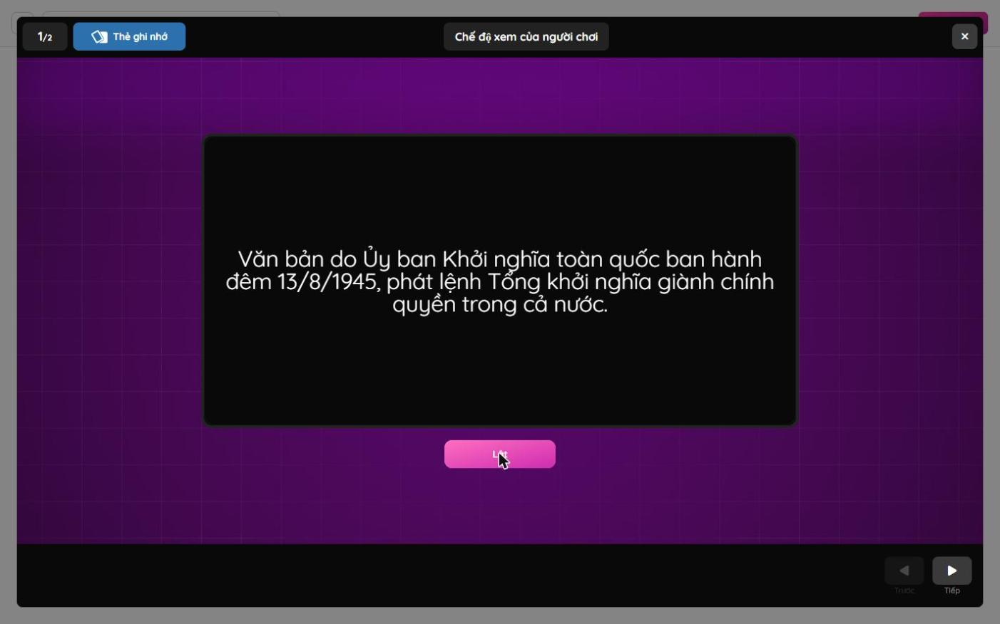 1/2
Thẻ ghi nhớ
Chế độ xem của người chơi
Văn bản do Ủy ban Khởi nghĩa toàn quốc ban hành
đêm 13/8/1945, phát lệnh Tổng khởi nghĩa giành chính
quyền trong cả nước.
Trước
Tiếp